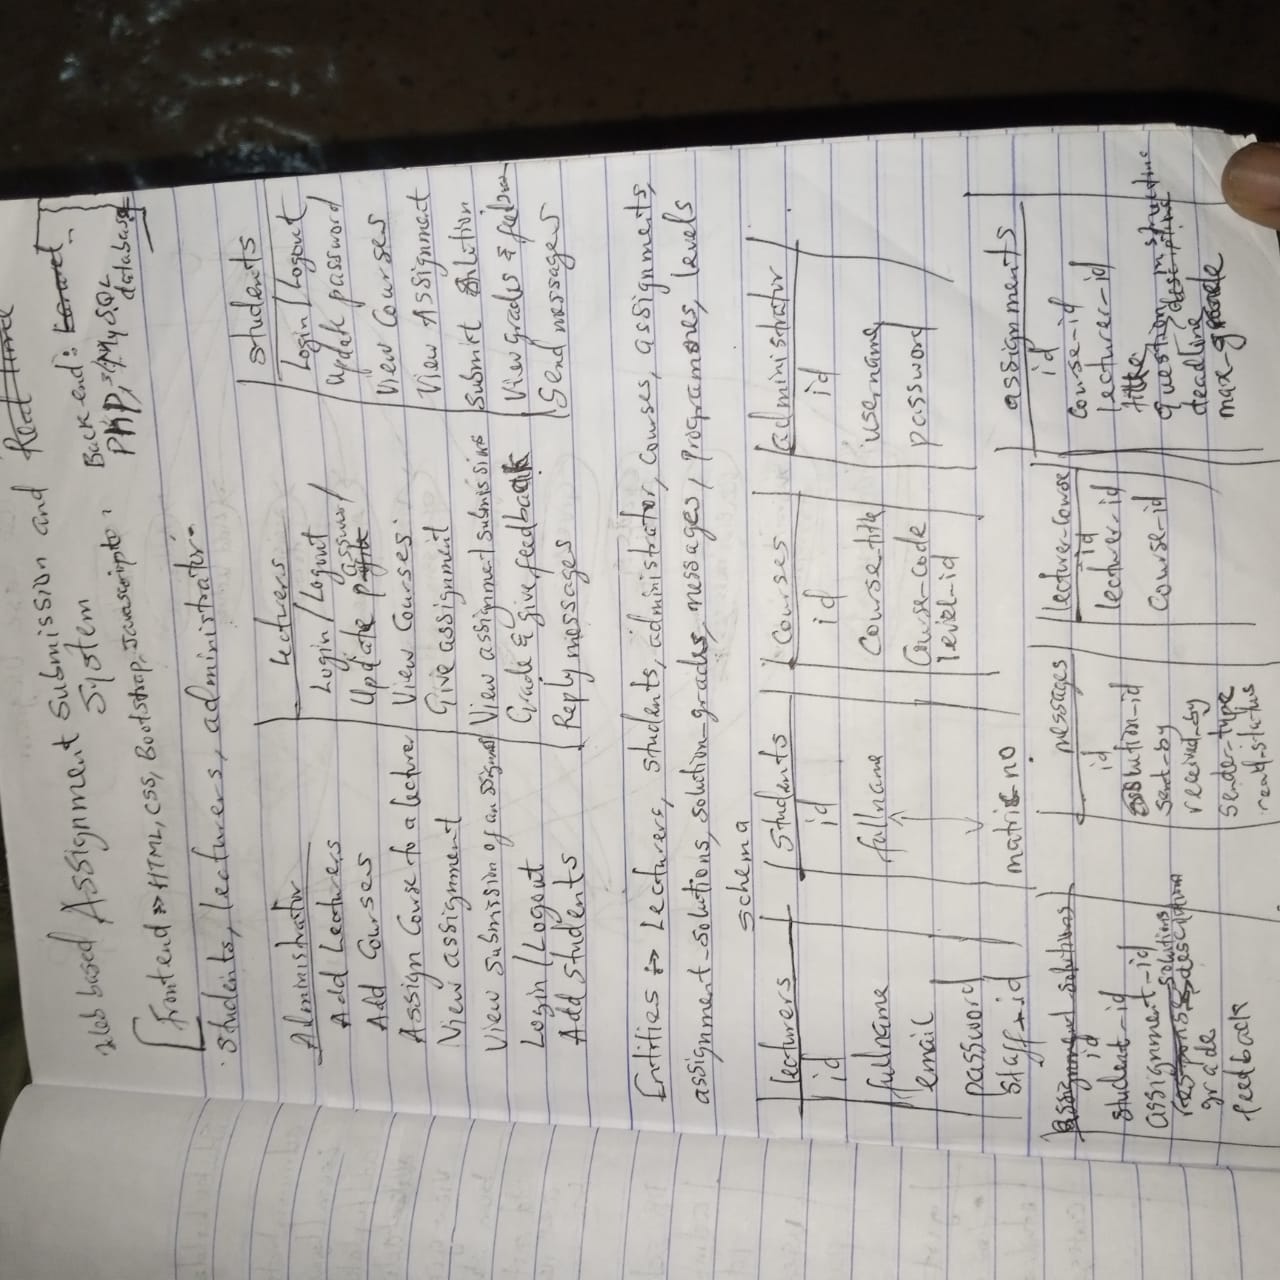 Web based Assignment Submission and Real time
System
Frontend » HTML, CSS, Bootstrap, Javascript
Back end: Laravel
PHP, MySQL
database
Students, lecturers, administrator.
Administrator
Add Lecturers
Add Courses
Assign Course to a lecturer
View assignment
View Submission of an assignment
Login / Logout
Add Students
Lecturers
Login / Logout
Update password
View Courses
Give assignment
View assignment submissions
Grade & give feedback
Reply messages
Students
Login / Logout
Update password
View Courses
View Assignment
Submit Solution
View grades & feedback
Send messages
Entities » Lecturers, students, administrator, courses, assignments,
assignment-solutions, solution-grades, messages, programmes, levels
schema
lecturers
id
fullname
email
password
staff-id
Students
id
fullname
matric-no
Courses
id
Course-title
Course-code
level-id
administrator
id
username
password
assignment solutions
id
student-id
assignment-id
response solutions
description
grade
feedback
messages
id
solution-id
sent-by
received-by
sender-type
read-status
lecturer-course
id
lecturer-id
course-id
assignments
id
course-id
lecturer-id
title
question
deadline
max-grade